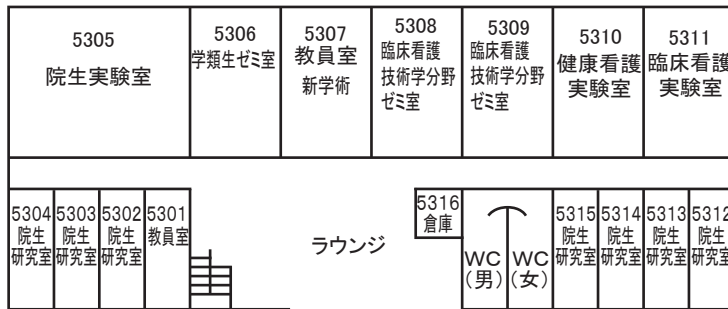 5305
院生実験室
5306
学類生ゼミ室
5307
教員室
新学術
5308
臨床看護
技術学分野
ゼミ室
5309
臨床看護
技術学分野
ゼミ室
5310
健康看護
実験室
5311
臨床看護
実験室
5304
院生
研究室
5303
院生
研究室
5302
院生
研究室
5301
教員室
ラウンジ
5316
倉庫
WC
(男)
WC
(女)
5315
院生
研究室
5314
院生
研究室
5313
院生
研究室
5312
院生
研究室